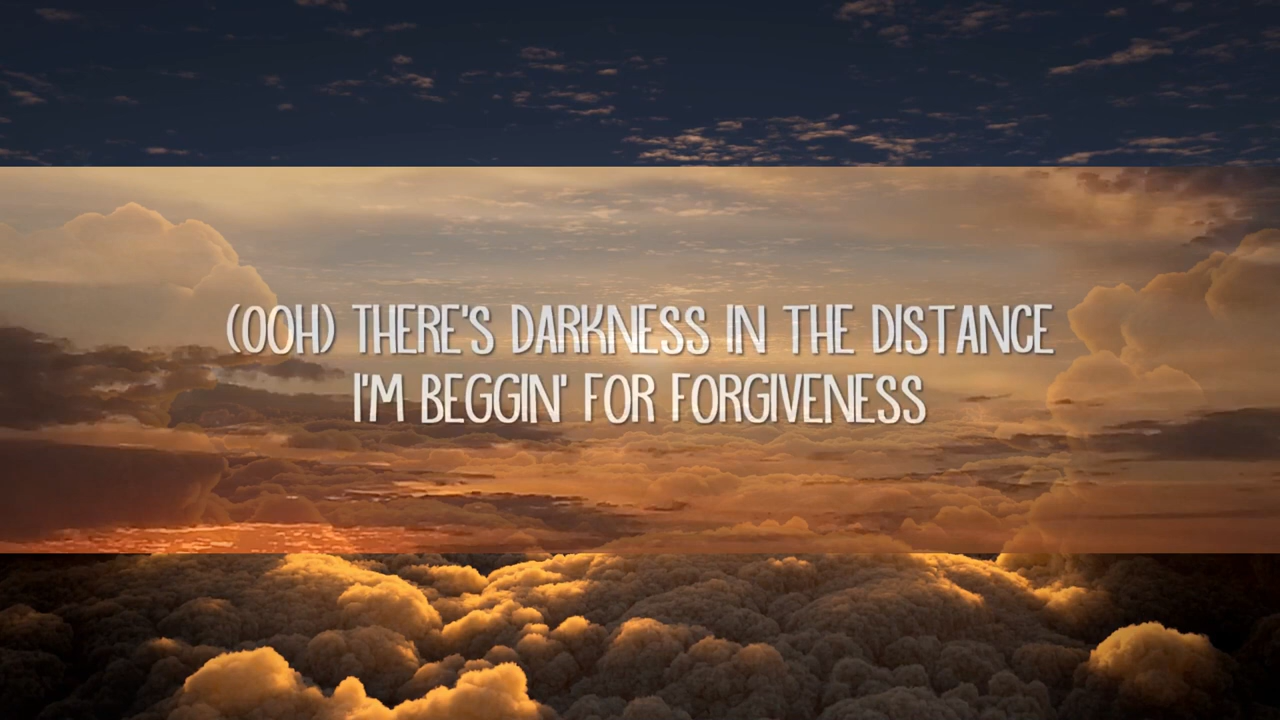 (OOH) THERE'S DARKNESS IN THE DISTANCE
I'M BEGGIN' FOR FORGIVENESS